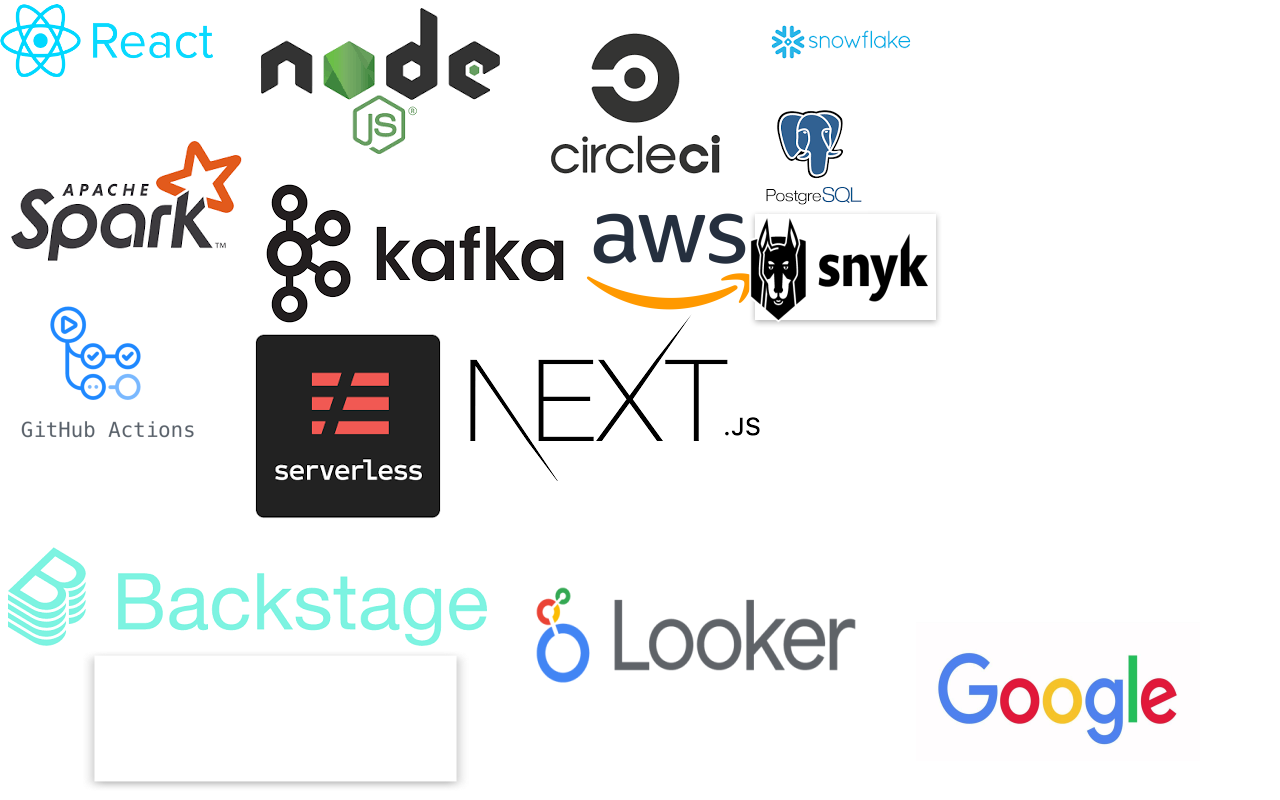 React
node
JS ®
circleci
snowflake
PostgreSQL
APACHE
Spark ™
kafka
aws
snyk
GitHub Actions
serverless
NEXT.JS
Backstage
Looker
Google